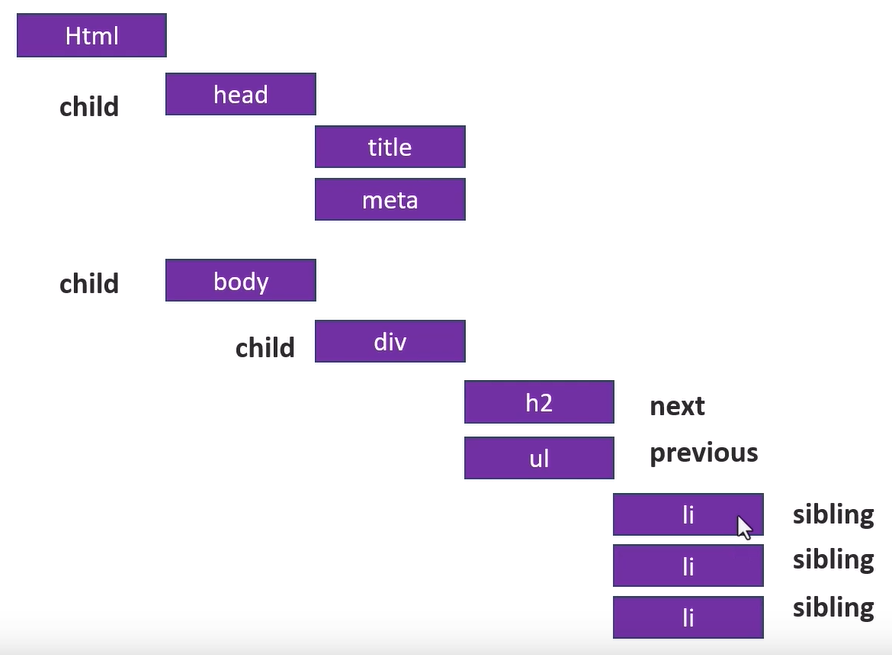 Html
child head
title
meta
child body
child div
h2 next
ul previous
li sibling
li sibling
li sibling